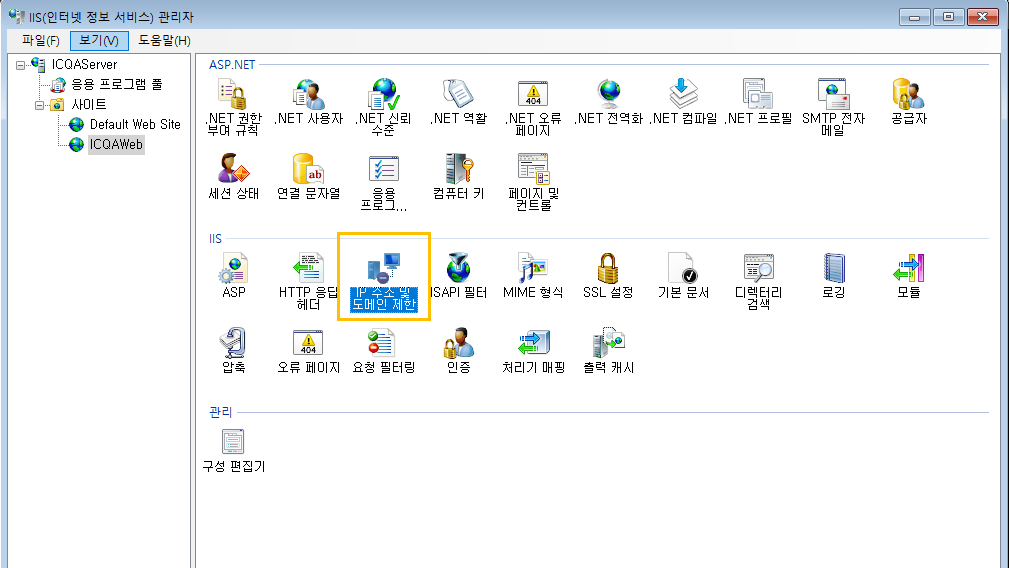 IIS(인터넷 정보 서비스) 관리자
파일(F) 보기(V) 도움말(H)
ICQAServer
응용 프로그램 풀
사이트
Default Web Site
ICQAWeb
ASP.NET
.NET 권한
부여 규칙
.NET 사용자
.NET 신뢰
수준
.NET 역활
.NET 오류
페이지
404
.NET 전역화
.NET 컴파일
.NET 프로필
SMTP 전자
메일
공급자
세션 상태
ab
연결 문자열
응용
프로그...
컴퓨터 키
페이지 및
컨트롤
IIS
ASP
HTTP 응답
헤더
IP 주소 및
도메인 제한
ISAPI 필터
MIME 형식
SSL 설정
기본 문서
디렉터리
검색
로깅
모듈
압축
404
오류 페이지
요청 필터링
인증
처리기 매핑
출력 캐시
관리
구성 편집기